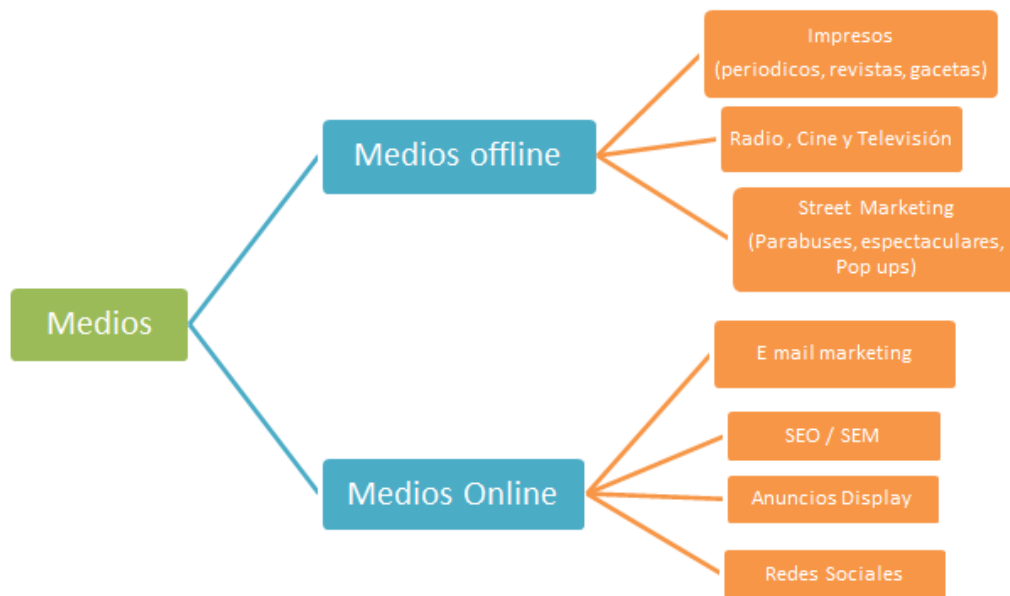 Medios
Medios offline
Impresos
(periodicos, revistas, gacetas)
Radio , Cine y Televisión
Street Marketing
(Parabuses, espectaculares,
Pop ups)
Medios Online
E mail marketing
SEO / SEM
Anuncios Display
Redes Sociales